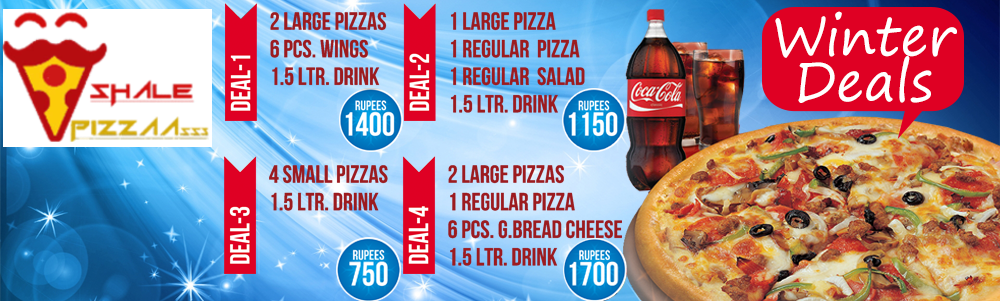 SHALE
PIZZAAsss
DEAL-1
2 LARGE PIZZAS
6 PCS. WINGS
1.5 LTR. DRINK
RUPEES
1400
DEAL-2
1 LARGE PIZZA
1 REGULAR PIZZA
1 REGULAR SALAD
1.5 LTR. DRINK
RUPEES
1150
DEAL-3
4 SMALL PIZZAS
1.5 LTR. DRINK
RUPEES
750
DEAL-4
2 LARGE PIZZAS
1 REGULAR PIZZA
6 PCS. G.BREAD CHEESE
1.5 LTR. DRINK
RUPEES
1700
Coca-Cola
Winter
Deals